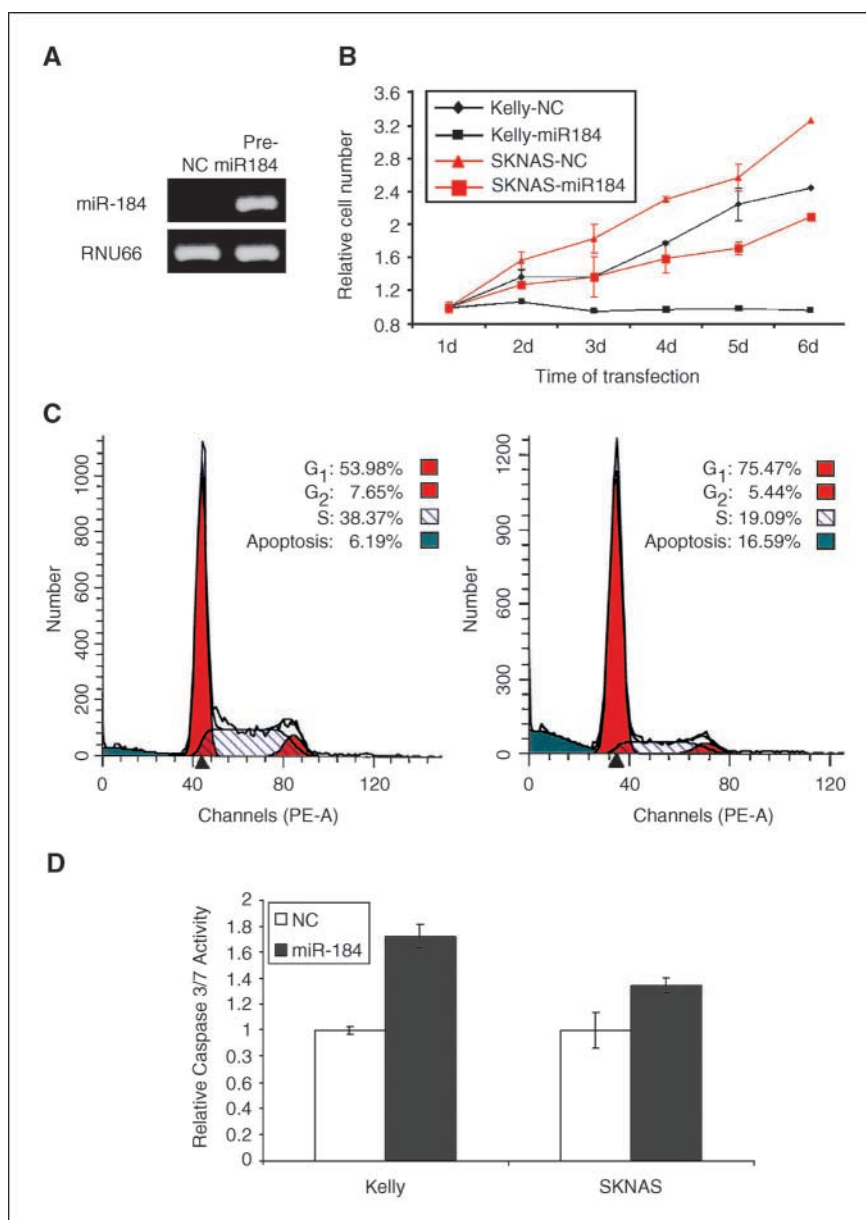 A
Pre-
NC miR184
miR-184
RNU66
B
3.6
3.2
2.8
2.4
2
1.6
1.2
0.8
Relative cell number
Kelly-NC
Kelly-miR184
SKNAS-NC
SKNAS-miR184
1d 2d 3d 4d 5d 6d
Time of transfection
C
1000
800
600
400
200
0
Number
G1: 53.98%
G2 7.65%
S: 38.37%
Apoptosis: 6.19%
0 40 80 120
Channels (PE-A)
1200
900
600
300
0
Number
G1: 75.47%
G2 5.44%
S: 19.09%
Apoptosis: 16.59%
0 40 80 120
Channels (PE-A)
D
2
1.8
1.6
1.4
1.2
1
0.3
0.6
0.4
0.2
0
Relative Caspase 3/7 Activity
NC
miR-184
Kelly SKNAS